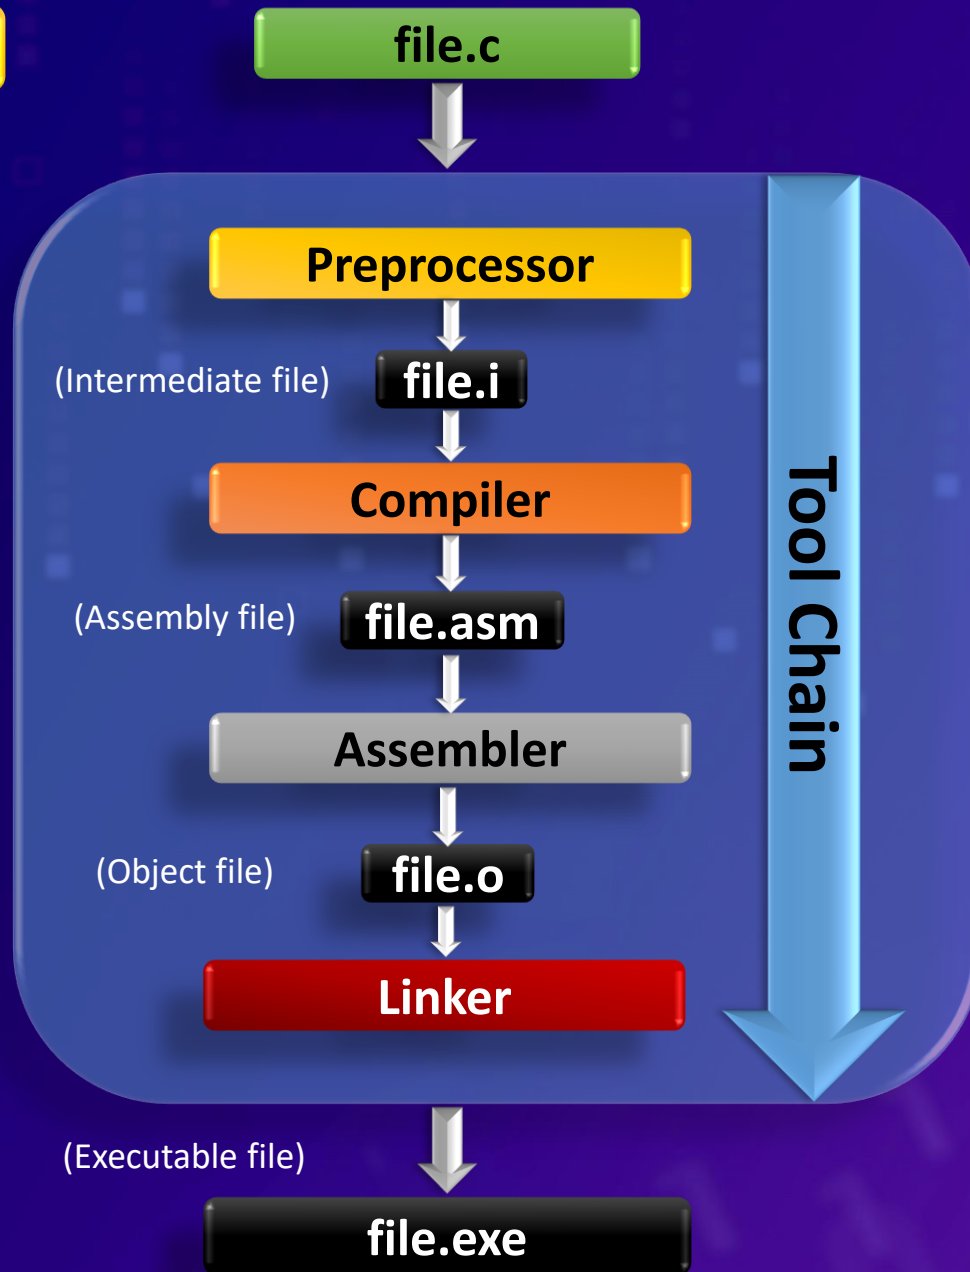 file.c
Preprocessor
(Intermediate file)
file.i
Compiler
(Assembly file)
file.asm
Assembler
(Object file)
file.o
Linker
Tool Chain
(Executable file)
file.exe